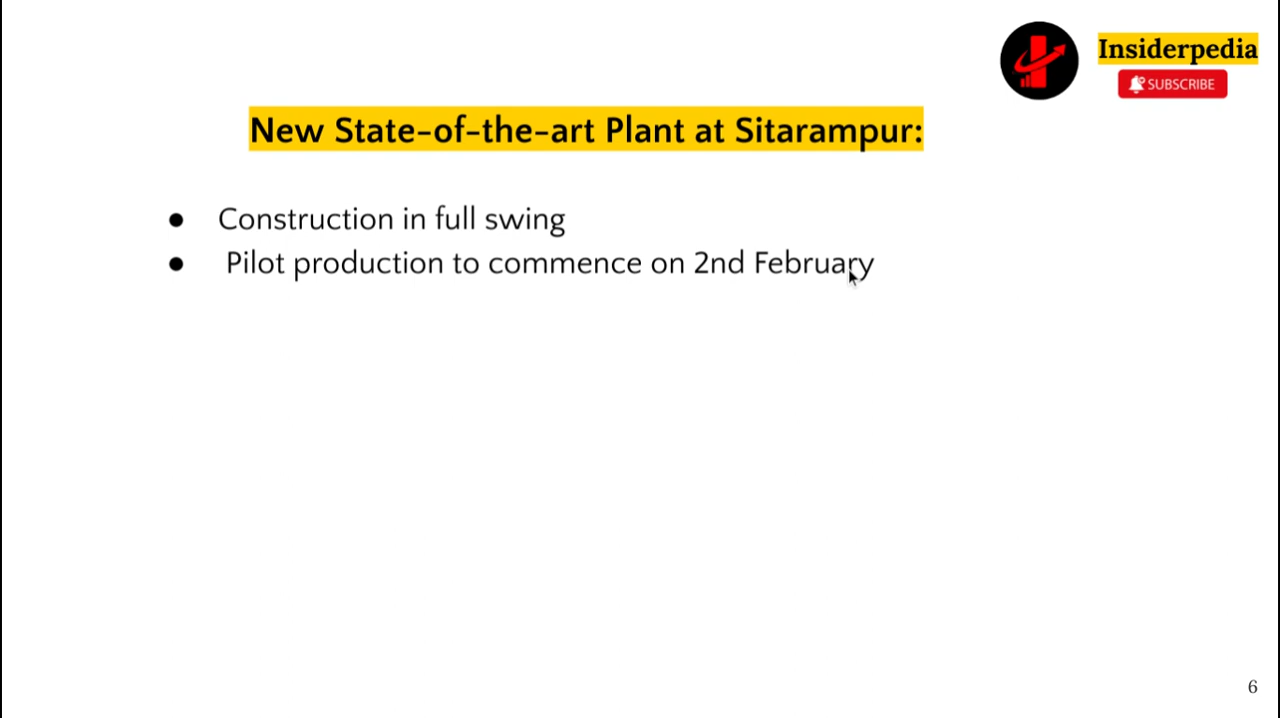 Insiderpedia
SUBSCRIBE
New State-of-the-art Plant at Sitarampur:
● Construction in full swing
● Pilot production to commence on 2nd February
6